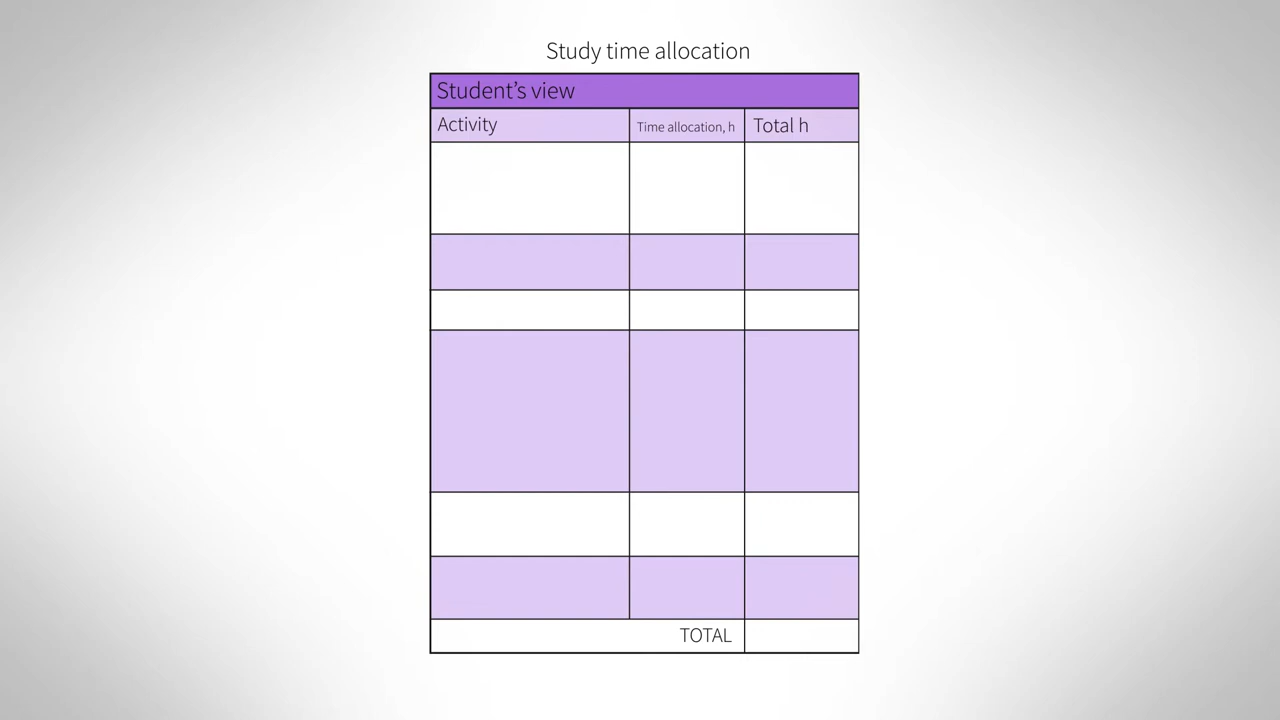 Study time allocation
Student’s view
Activity
Time allocation, h
Total h
TOTAL